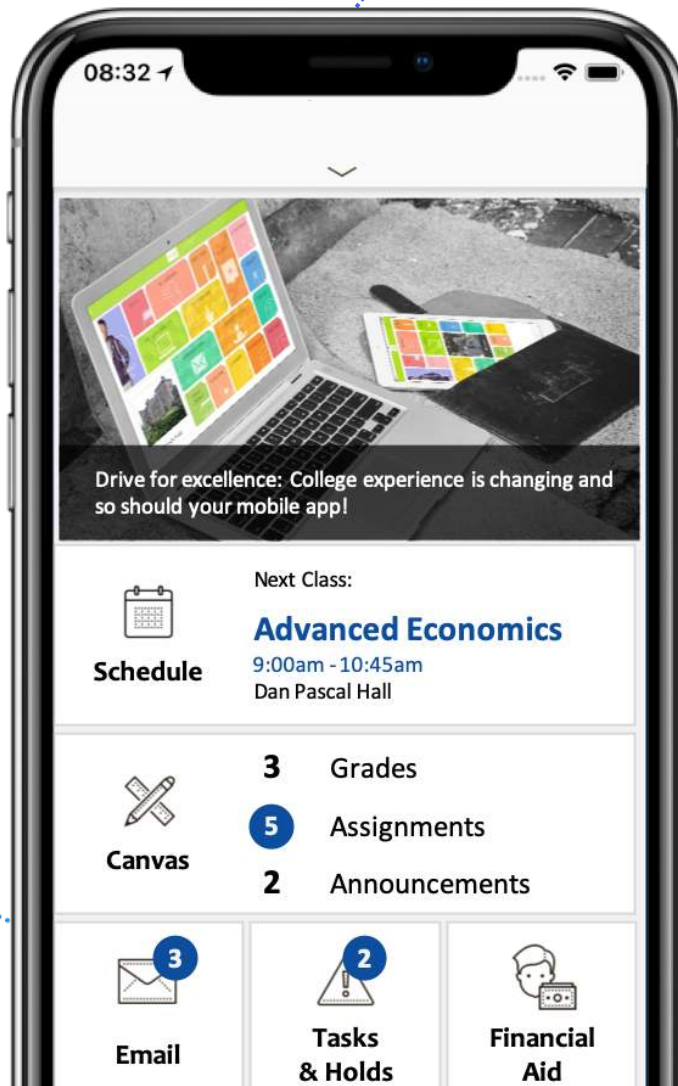 08:32
Drive for excellence: College experience is changing and
so should your mobile app!
Schedule
Next Class:
Advanced Economics
9:00am - 10:45am
Dan Pascal Hall
Canvas
3 Grades
5 Assignments
2 Announcements
3
Email
2
Tasks
& Holds
Financial
Aid